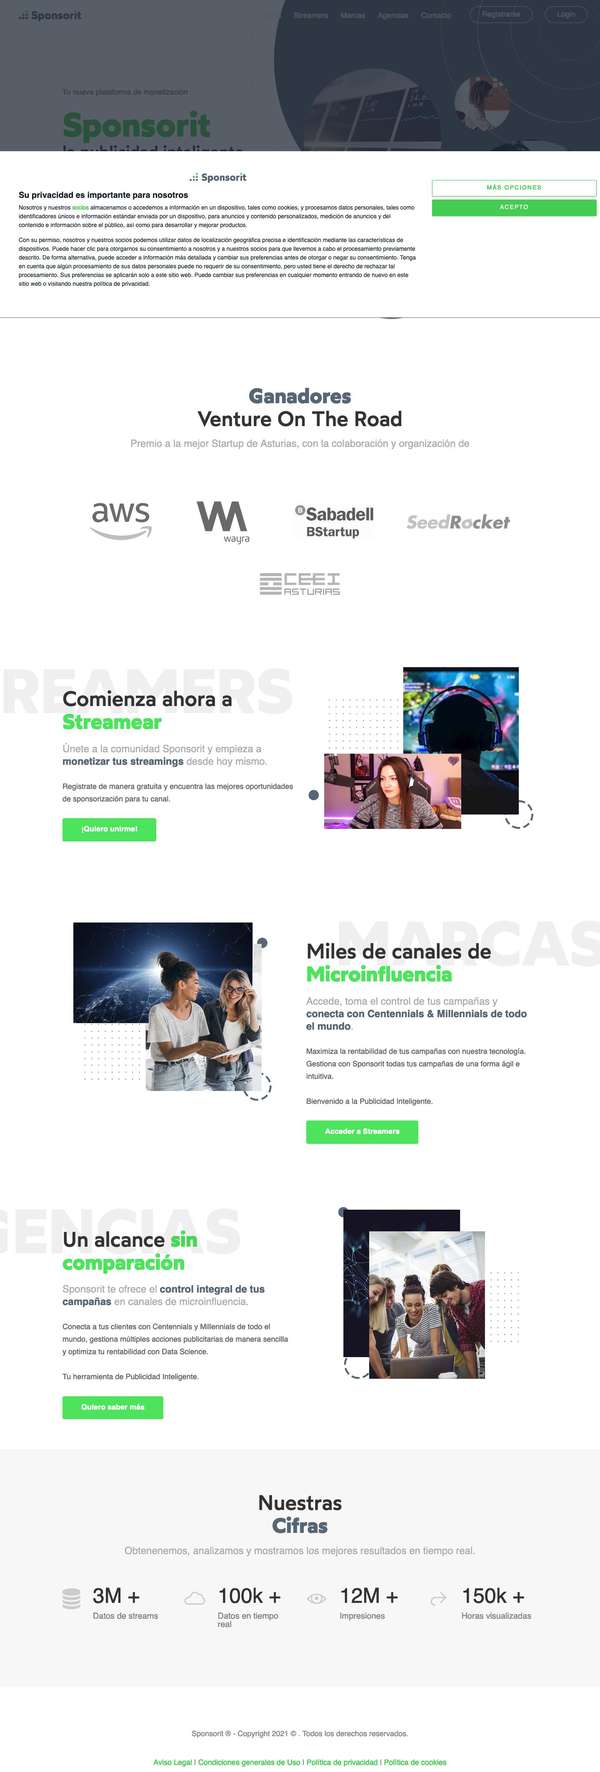 Sponsorit
Streamers Marcas Agencias Contacto Registrarse Login
Tu nueva plataforma de monetización
Sponsorit
la publicidad inteligente
Sponsorit
Su privacidad es importante para nosotros
Nosotros y nuestros socios almacenamos o accedemos a información en un dispositivo, tales como cookies, y procesamos datos personales, tales como
identificadores únicos e información estándar enviada por un dispositivo, para anuncios y contenido personalizados, medición de anuncios y del
contenido e información sobre el público, así como para desarrollar y mejorar productos.
Con su permiso, nosotros y nuestros socios podemos utilizar datos de localización geográfica precisa e identificación mediante las características de
dispositivos. Puede hacer clic para otorgarnos su consentimiento a nosotros y a nuestros socios para que llevemos a cabo el procesamiento previamente
descrito. De forma alternativa, puede acceder a información más detallada y cambiar sus preferencias antes de otorgar o negar su consentimiento. Tenga
en cuenta que algún procesamiento de sus datos personales puede no requerir de su consentimiento, pero usted tiene el derecho de rechazar tal
procesamiento. Sus preferencias se aplicarán solo a este sitio web. Puede cambiar sus preferencias en cualquier momento entrando de nuevo en este
sitio web o visitando nuestra política de privacidad.
MÁS OPCIONES
ACEPTO
Ganadores
Venture On The Road
Premio a la mejor Startup de Asturias, con la colaboración y organización de
aws
wayra
B Sabadell
BStartup
SeedRocket
CEEI
ASTURIAS
REAMERS
Comienza ahora a
Streamear
Únete a la comunidad Sponsorit y empieza a
monetizar tus streamings desde hoy mismo.
Regístrate de manera gratuita y encuentra las mejores oportunidades
de sponsorización para tu canal.
¡Quiero unirme!
MARCAS
Miles de canales de
Microinfluencia
Accede, toma el control de tus campañas y
conecta con Centennials & Millennials de todo
el mundo.
Maximiza la rentabilidad de tus campañas con nuestra tecnología.
Gestiona con Sponsorit todas tus campañas de una forma ágil e
intuitiva.
Bienvenido a la Publicidad Inteligente.
Acceder a Streamers
GENCIAS
Un alcance sin
comparación
Sponsorit te ofrece el control integral de tus
campañas en canales de microinfluencia.
Conecta a tus clientes con Centennials y Millennials de todo el
mundo, gestiona múltiples acciones publicitarias de manera sencilla
y optimiza tu rentabilidad con Data Science.
Tu herramienta de Publicidad Inteligente.
Quiero saber más
Nuestras
Cifras
Obtenenemos, analizamos y mostramos los mejores resultados en tiempo real.
3M +
Datos de streams
100k +
Datos en tiempo
real
12M +
Impresiones
150k +
Horas visualizadas
Sponsorit ® - Copyright 2021 © . Todos los derechos reservados.
Aviso Legal | Condiciones generales de Uso | Política de privacidad | Política de cookies